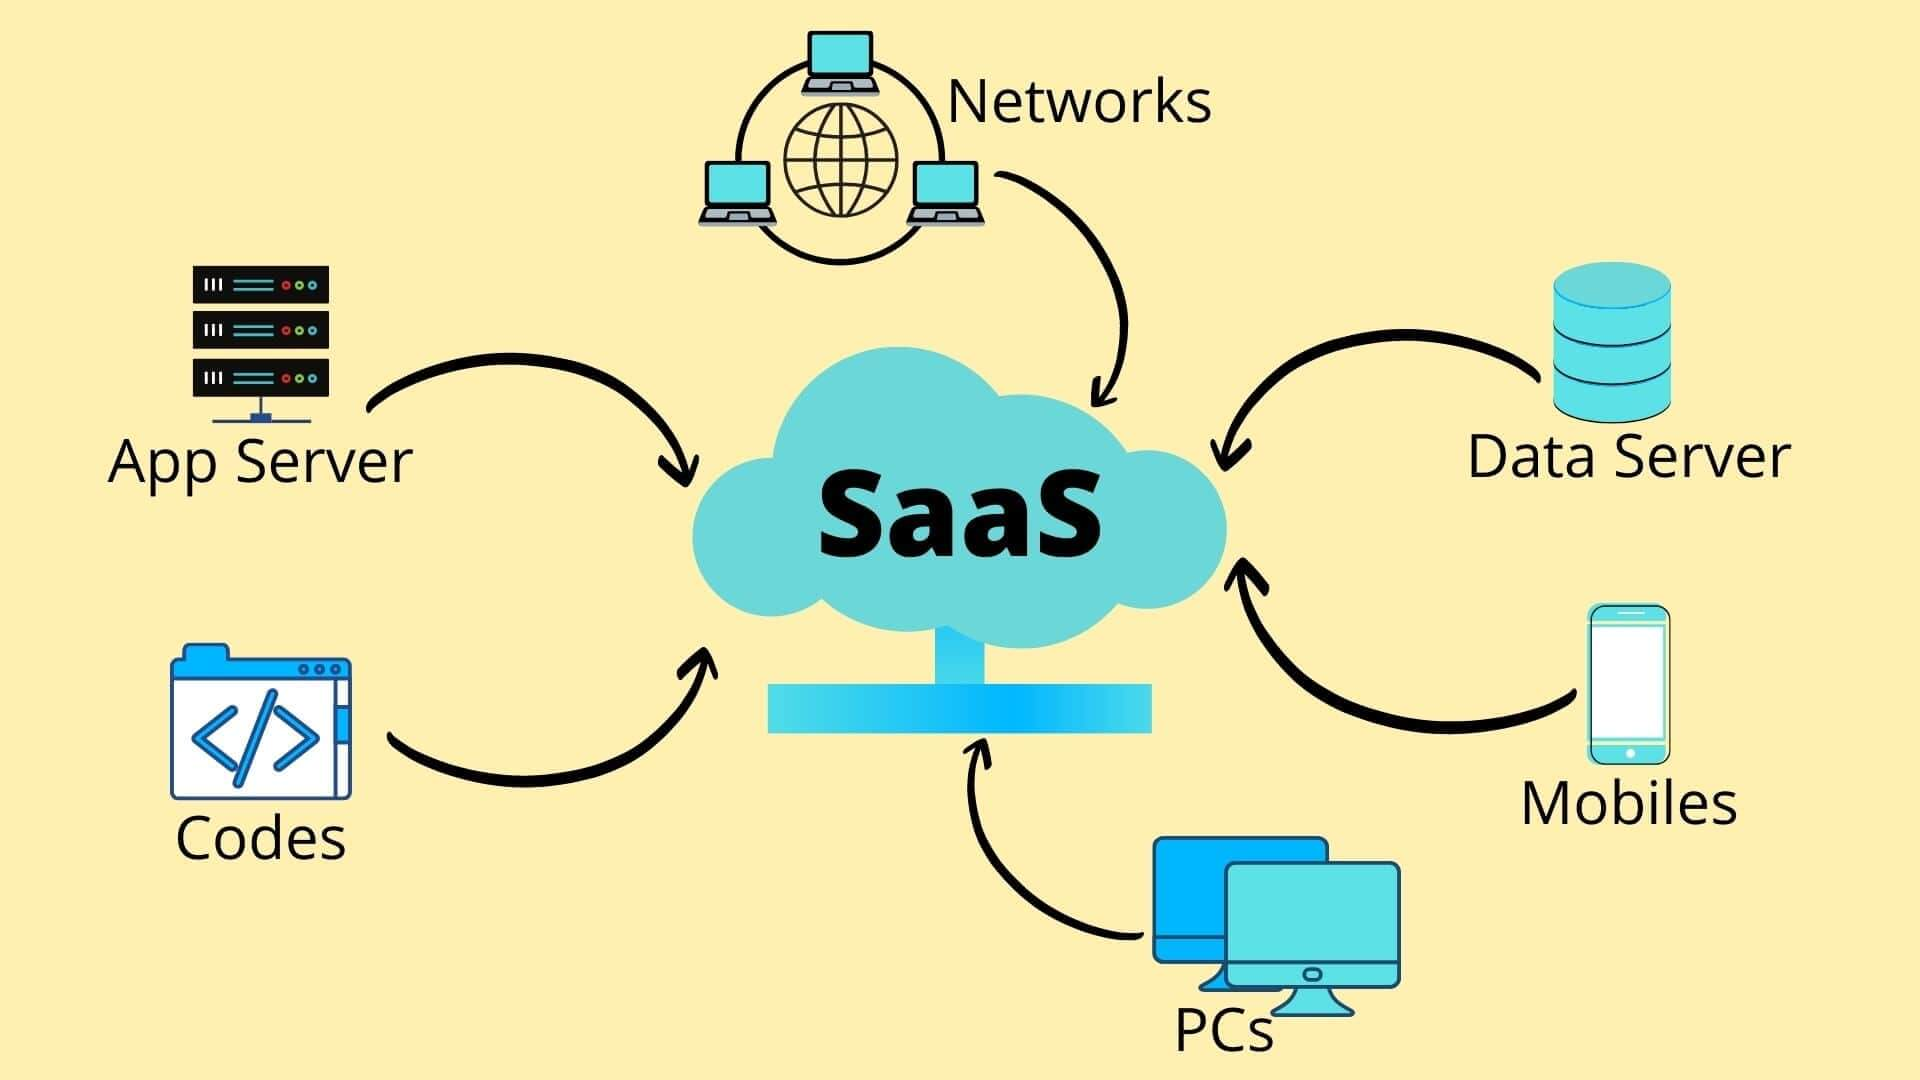 Networks
App Server
Data Server
SaaS
Codes
Mobiles
PCs